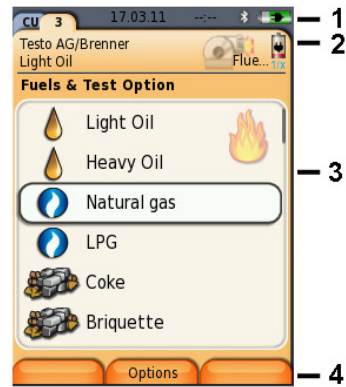 CU 3 17.03.11 --:-- 1
2
Testo AG/Brenner
Light Oil Flue... 1/x
Fuels & Test Option
Light Oil
Heavy Oil
3
Natural gas
LPG
Coke
Briquette
Options 4